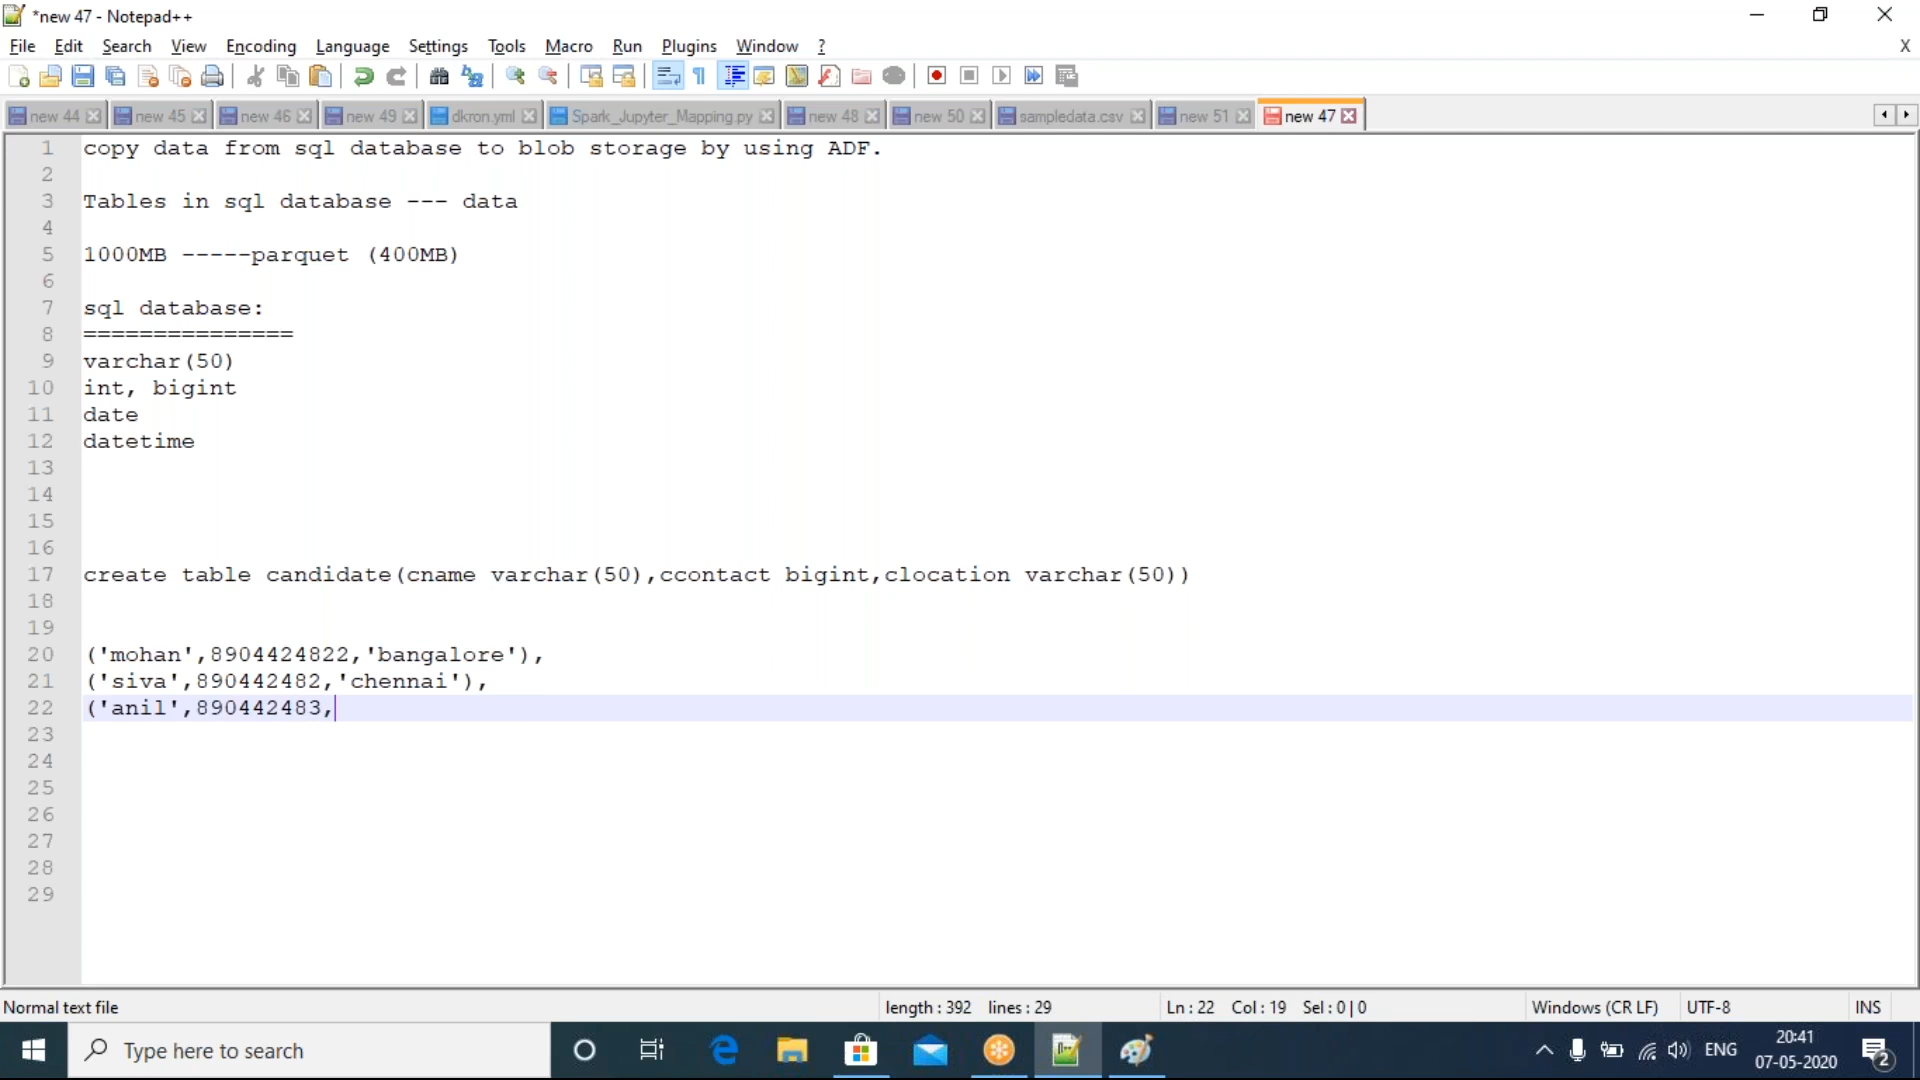 *new 47 - Notepad++
File Edit Search View Encoding Language Settings Tools Macro Run Plugins Window ? X
new 44 new 45 new 46 new 49 dkron.yml Spark_Jupyter_Mapping.py new 48 new 50 sampledata.csv new 51 new 47
1 copy data from sql database to blob storage by using ADF.
2
3 Tables in sql database --- data
4
5 1000MB -----parquet (400MB)
6
7 sql database:
8 ===============
9 varchar(50)
10 int, bigint
11 date
12 datetime
13
14
15
16
17 create table candidate(cname varchar(50),ccontact bigint,clocation varchar(50))
18
19
20 ('mohan',8904424822,'bangalore'),
21 ('siva',890442482,'chennai'),
22 ('anil',890442483,
23
24
25
26
27
28
29
Normal text file length : 392 lines : 29 Ln : 22 Col : 19 Sel : 0 | 0 Windows (CR LF) UTF-8 INS
Type here to search ENG 20:41 2
07-05-2020